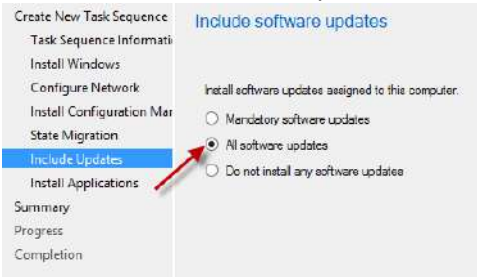 Create New Task Sequence
Task Sequence Informati
Install Windows
Configure Network
Install Configuration Mar
State Migration
Include Updates
Install Applications
Summary
Progress
Completion
Include software updates
Install software updates assigned to this computer.
Mandatory software updates
All software updates
Do not install any software updates